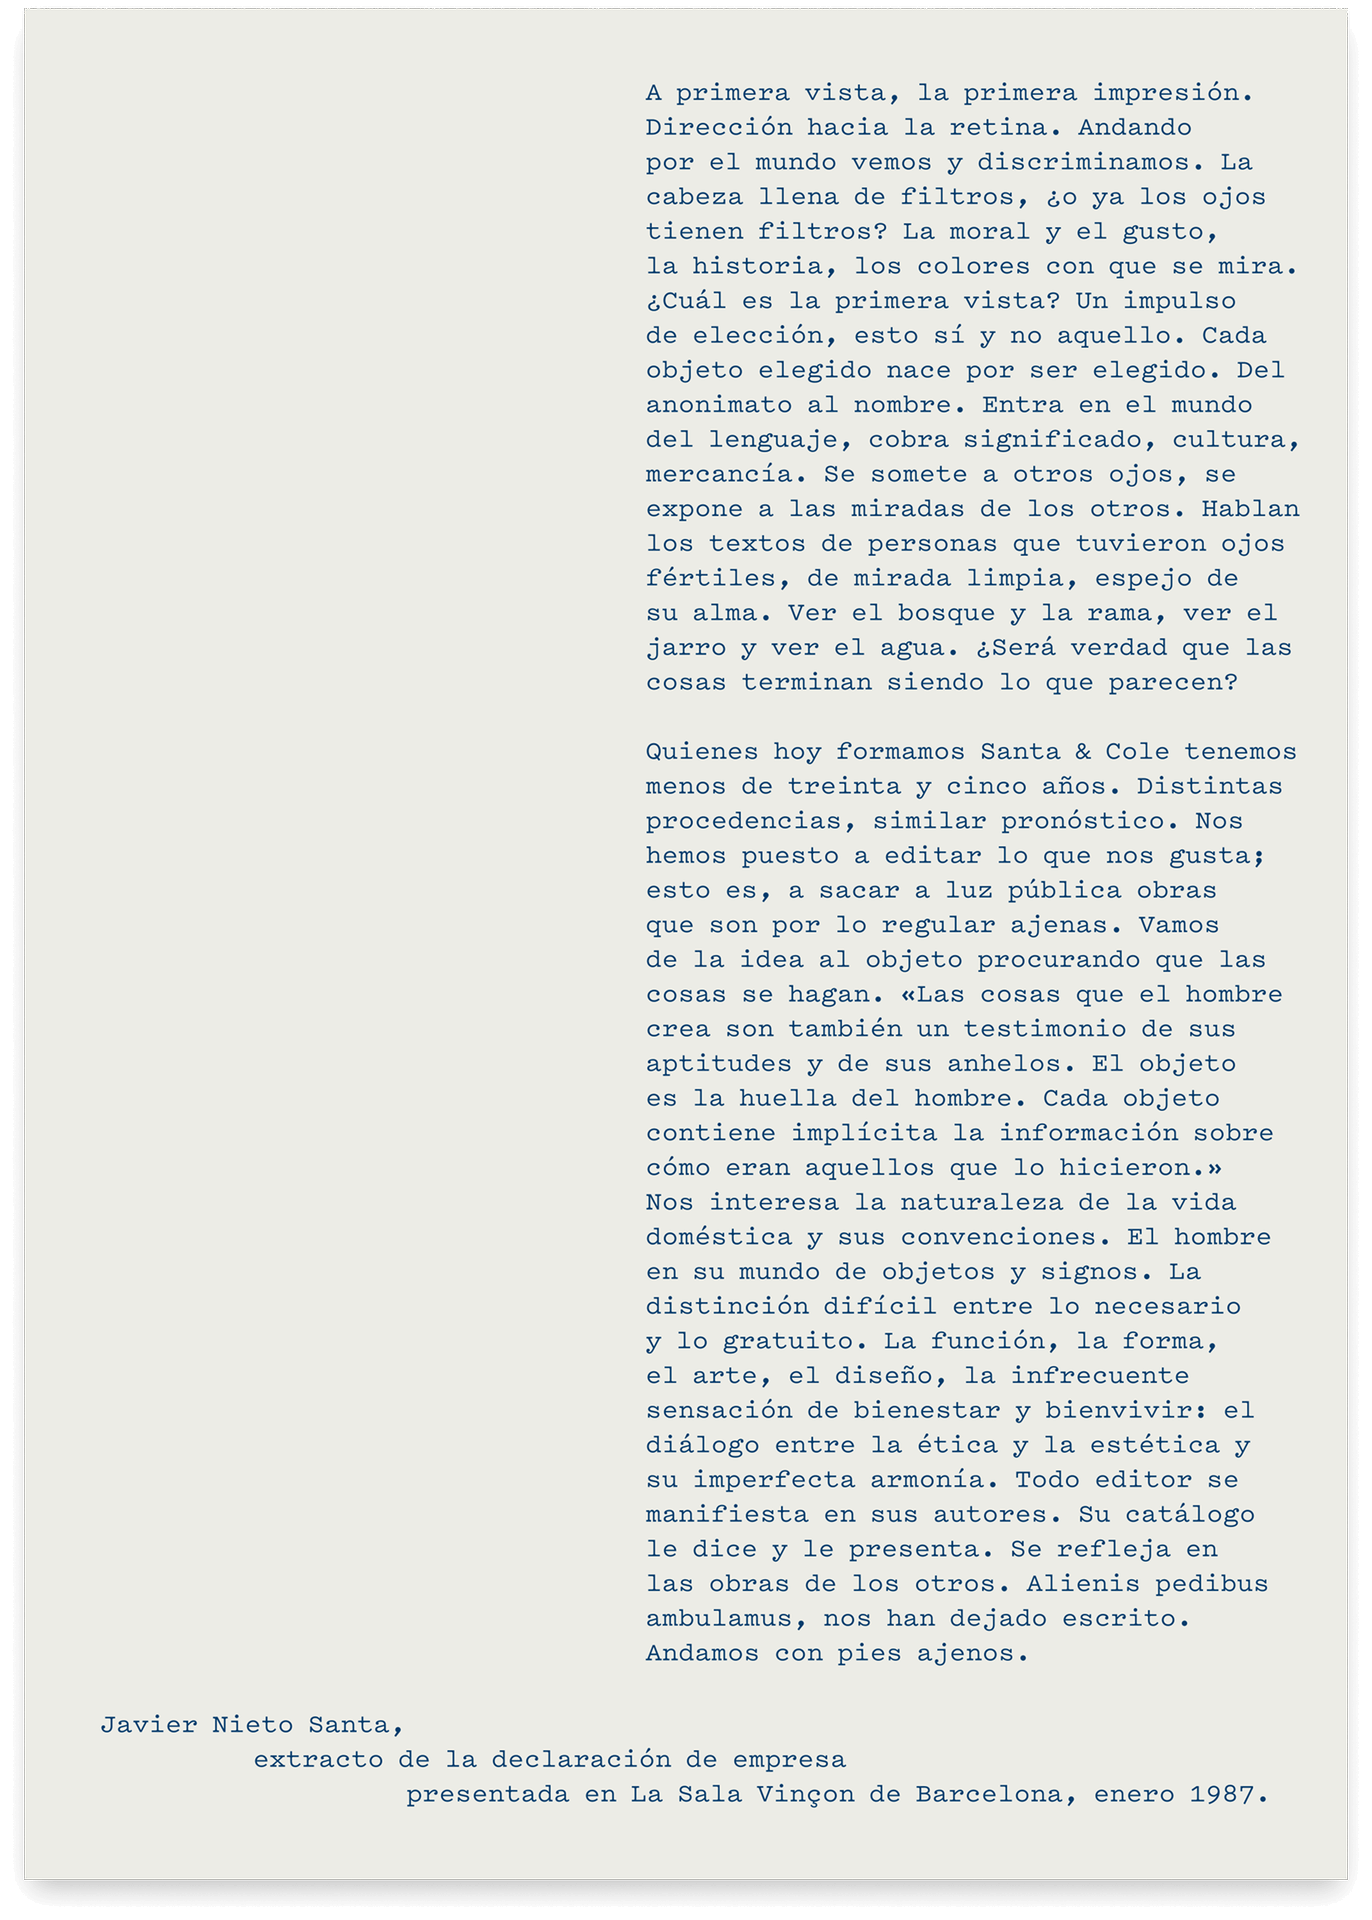 A primera vista, la primera impresión.
Dirección hacia la retina. Andando
por el mundo vemos y discriminamos. La
cabeza llena de filtros, ¿o ya los ojos
tienen filtros? La moral y el gusto,
la historia, los colores con que se mira.
¿Cuál es la primera vista? Un impulso
de elección, esto sí y no aquello. Cada
objeto elegido nace por ser elegido. Del
anonimato al nombre. Entra en el mundo
del lenguaje, cobra significado, cultura,
mercancía. Se somete a otros ojos, se
expone a las miradas de los otros. Hablan
los textos de personas que tuvieron ojos
fértiles, de mirada limpia, espejo de
su alma. Ver el bosque y la rama, ver el
jarro y ver el agua. ¿Será verdad que las
cosas terminan siendo lo que parecen?

Quienes hoy formamos Santa & Cole tenemos
menos de treinta y cinco años. Distintas
procedencias, similar pronóstico. Nos
hemos puesto a editar lo que nos gusta;
esto es, a sacar a luz pública obras
que son por lo regular ajenas. Vamos
de la idea al objeto procurando que las
cosas se hagan. «Las cosas que el hombre
crea son también un testimonio de sus
aptitudes y de sus anhelos. El objeto
es la huella del hombre. Cada objeto
contiene implícita la información sobre
cómo eran aquellos que lo hicieron.»
Nos interesa la naturaleza de la vida
doméstica y sus convenciones. El hombre
en su mundo de objetos y signos. La
distinción difícil entre lo necesario
y lo gratuito. La función, la forma,
el arte, el diseño, la infrecuente
sensación de bienestar y bienvivir: el
diálogo entre la ética y la estética y
su imperfecta armonía. Todo editor se
manifiesta en sus autores. Su catálogo
le dice y le presenta. Se refleja en
las obras de los otros. Alienis pedibus
ambulamus, nos han dejado escrito.
Andamos con pies ajenos.

Javier Nieto Santa,
extracto de la declaración de empresa
presentada en La Sala Vinçon de Barcelona, enero 1987.